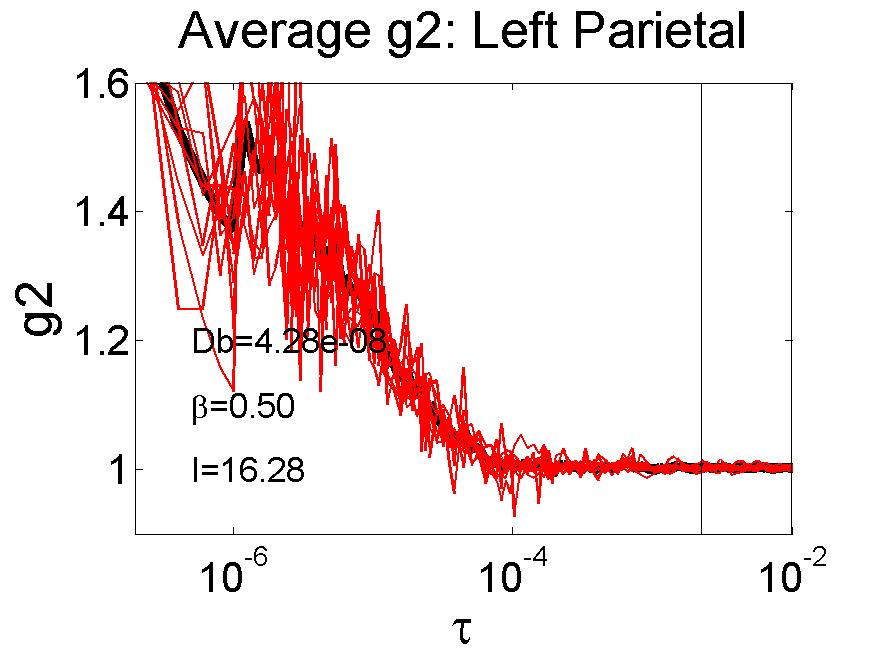 Average g2: Left Parietal
1.6
1.4
1.2
1
g2
Db=4.28e-08
β=0.50
I=16.28
10^-6
10^-4
10^-2
τ